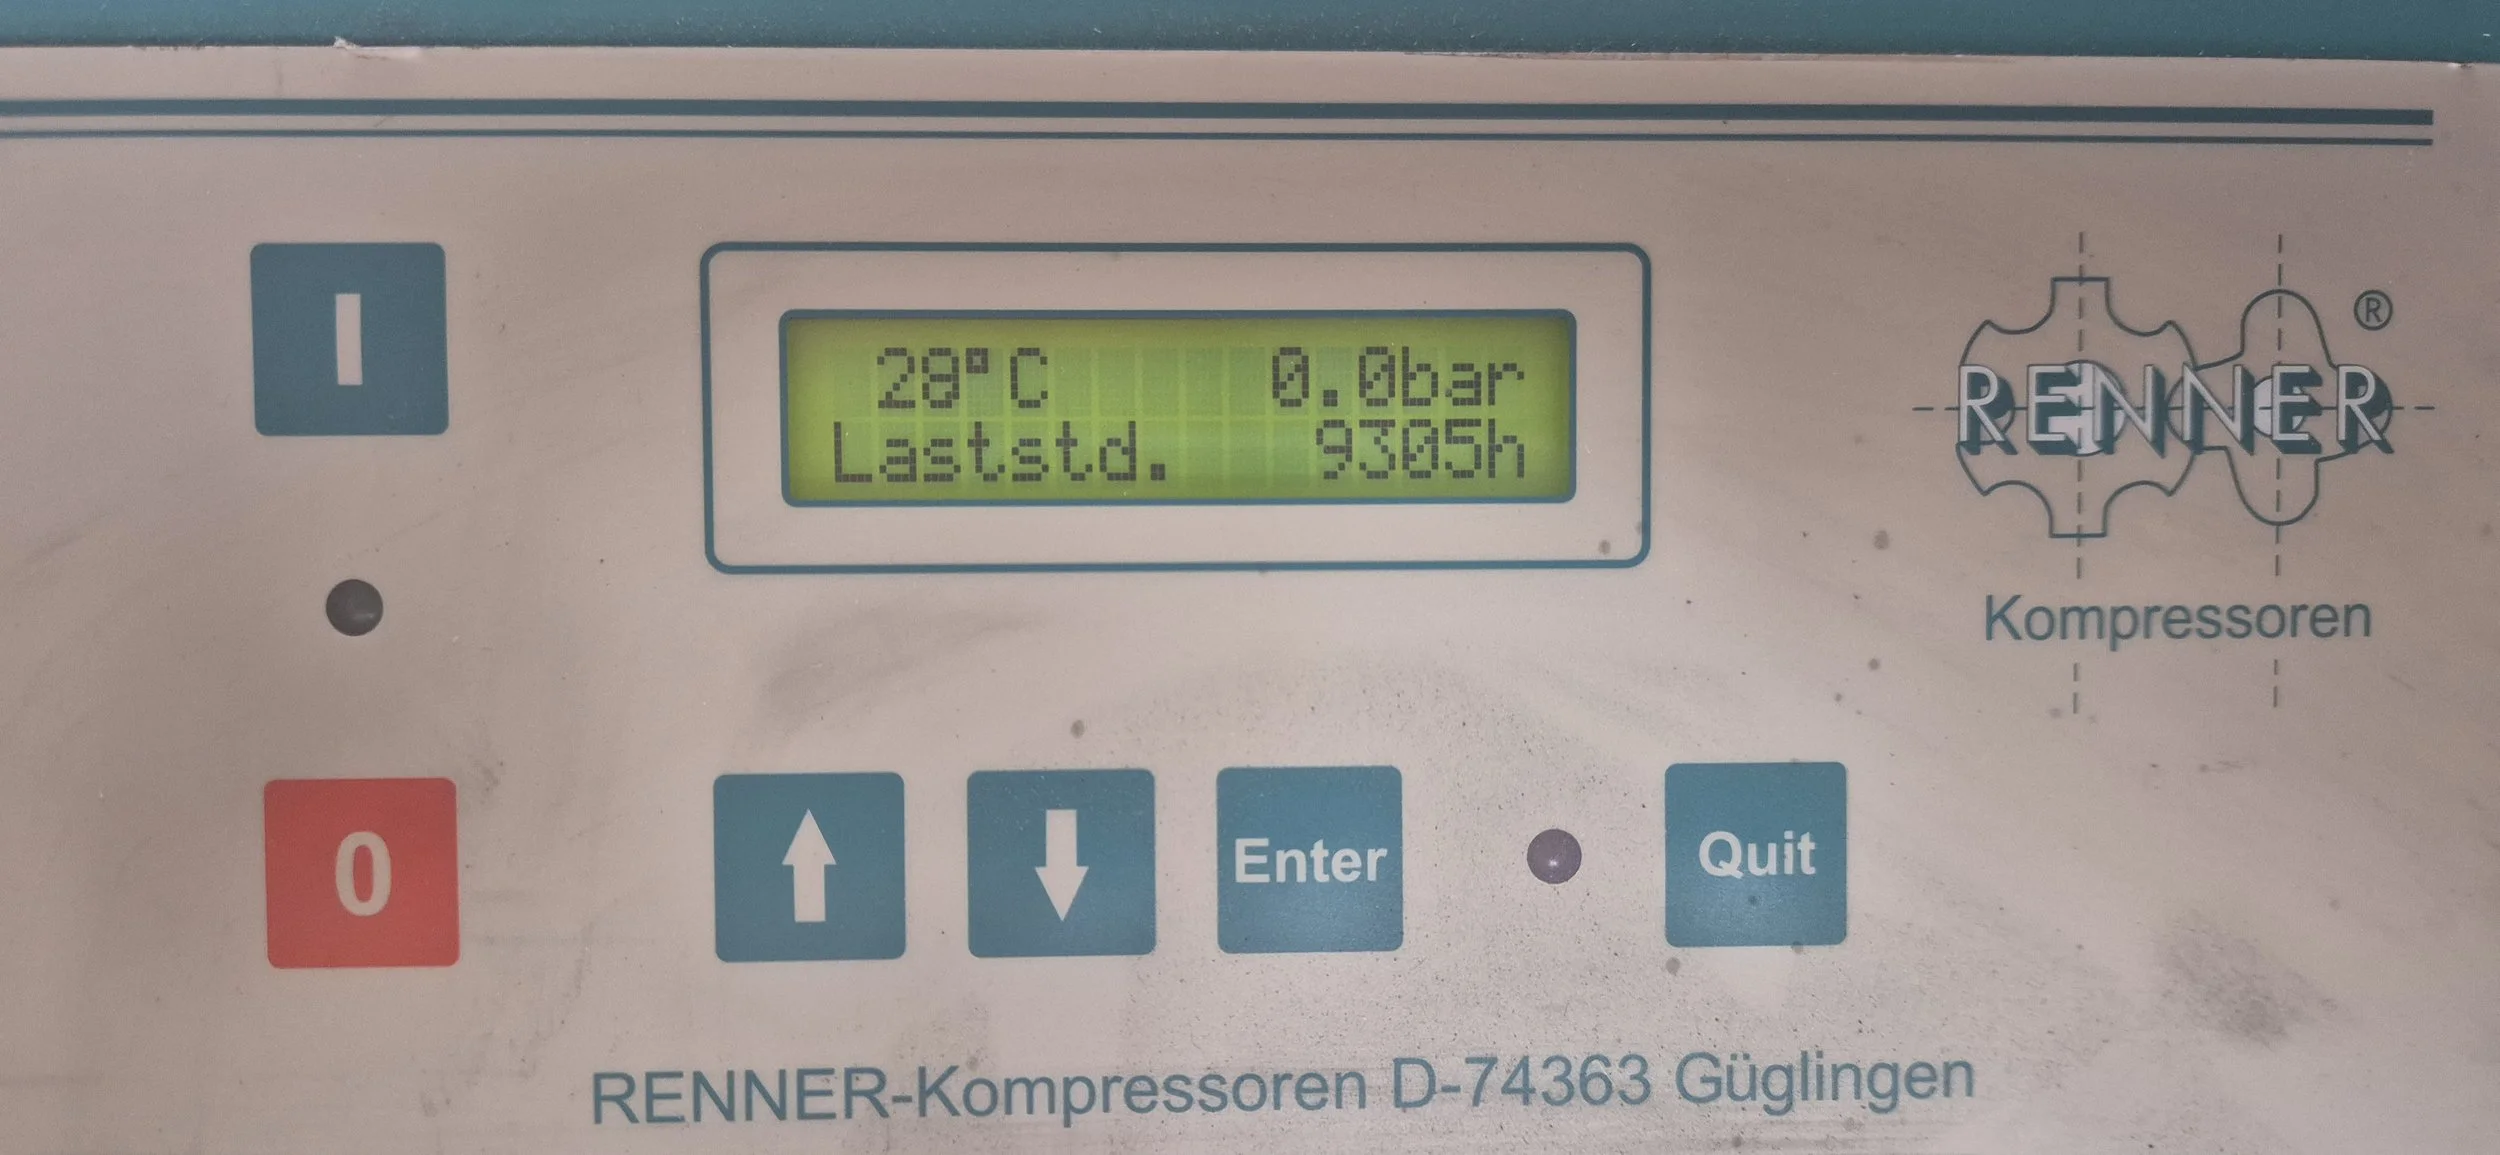 I
28°C 0.0bar
Laststd. 9305h
®
RENNER
Kompressoren
0
Enter
Quit
RENNER-Kompressoren D-74363 Güglingen